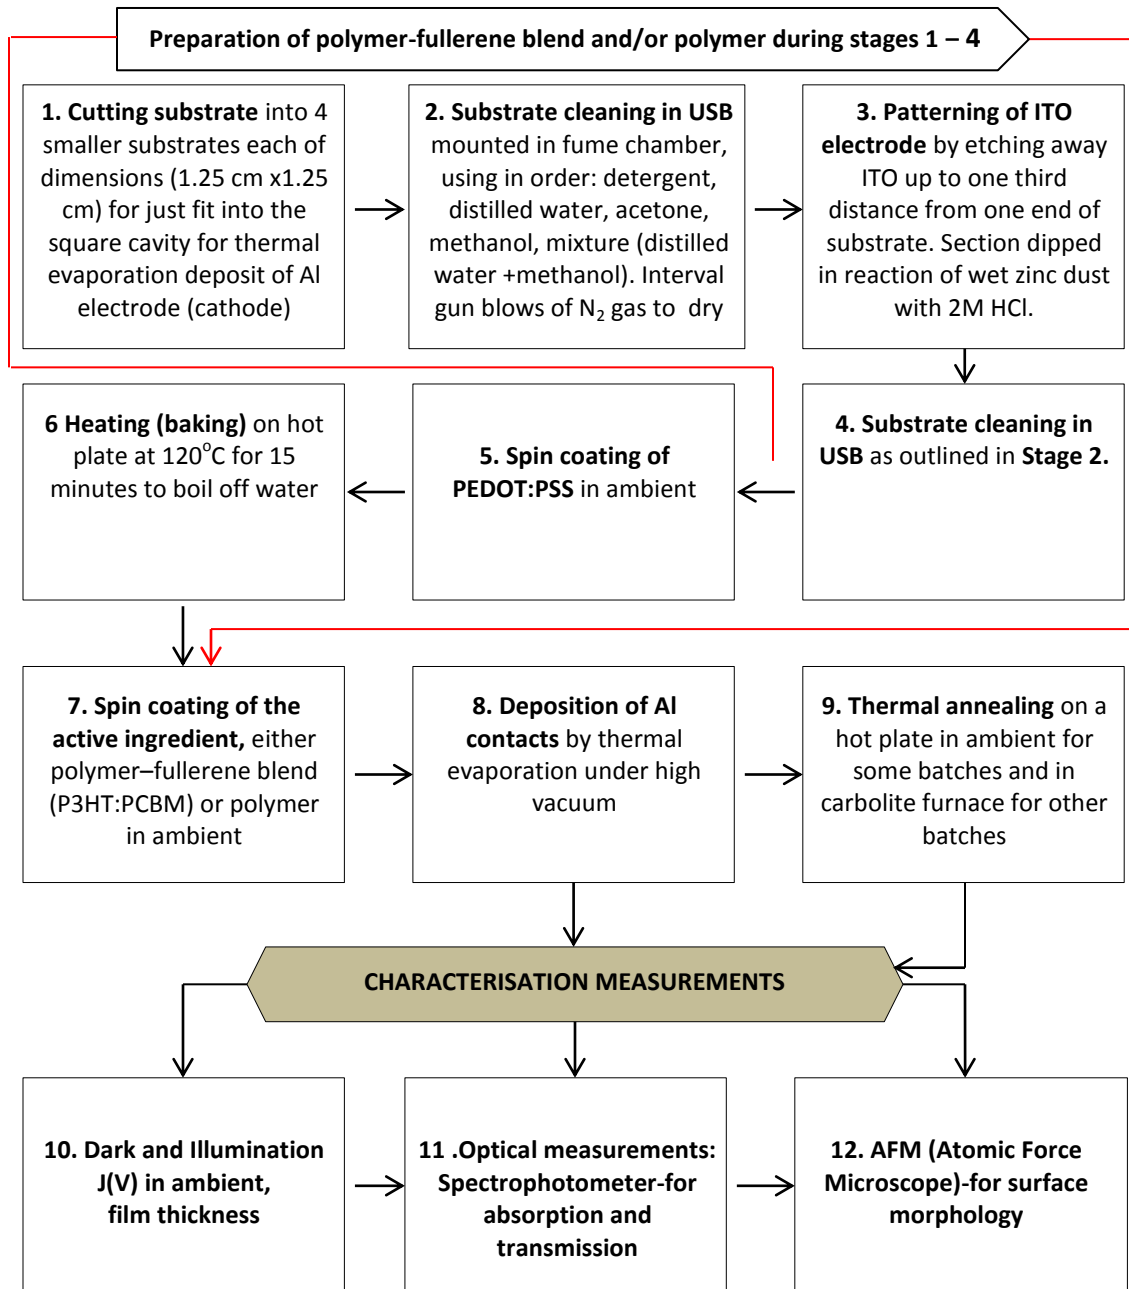 Preparation of polymer-fullerene blend and/or polymer during stages 1 – 4
1. Cutting substrate into 4
smaller substrates each of
dimensions (1.25 cm x1.25
cm) for just fit into the
square cavity for thermal
evaporation deposit of Al
electrode (cathode)
2. Substrate cleaning in USB
mounted in fume chamber,
using in order: detergent,
distilled water, acetone,
methanol, mixture (distilled
water +methanol). Interval
gun blows of N₂ gas to dry
3. Patterning of ITO
electrode by etching away
ITO up to one third
distance from one end of
substrate. Section dipped
in reaction of wet zinc dust
with 2M HCl.
4. Substrate cleaning in
USB as outlined in Stage 2.
5. Spin coating of
PEDOT:PSS in ambient
6 Heating (baking) on hot
plate at 120°C for 15
minutes to boil off water
7. Spin coating of the
active ingredient, either
polymer–fullerene blend
(P3HT:PCBM) or polymer
in ambient
8. Deposition of Al
contacts by thermal
evaporation under high
vacuum
9. Thermal annealing on a
hot plate in ambient for
some batches and in
carbolite furnace for other
batches
CHARACTERISATION MEASUREMENTS
10. Dark and Illumination
J(V) in ambient,
film thickness
11 .Optical measurements:
Spectrophotometer-for
absorption and
transmission
12. AFM (Atomic Force
Microscope)-for surface
morphology